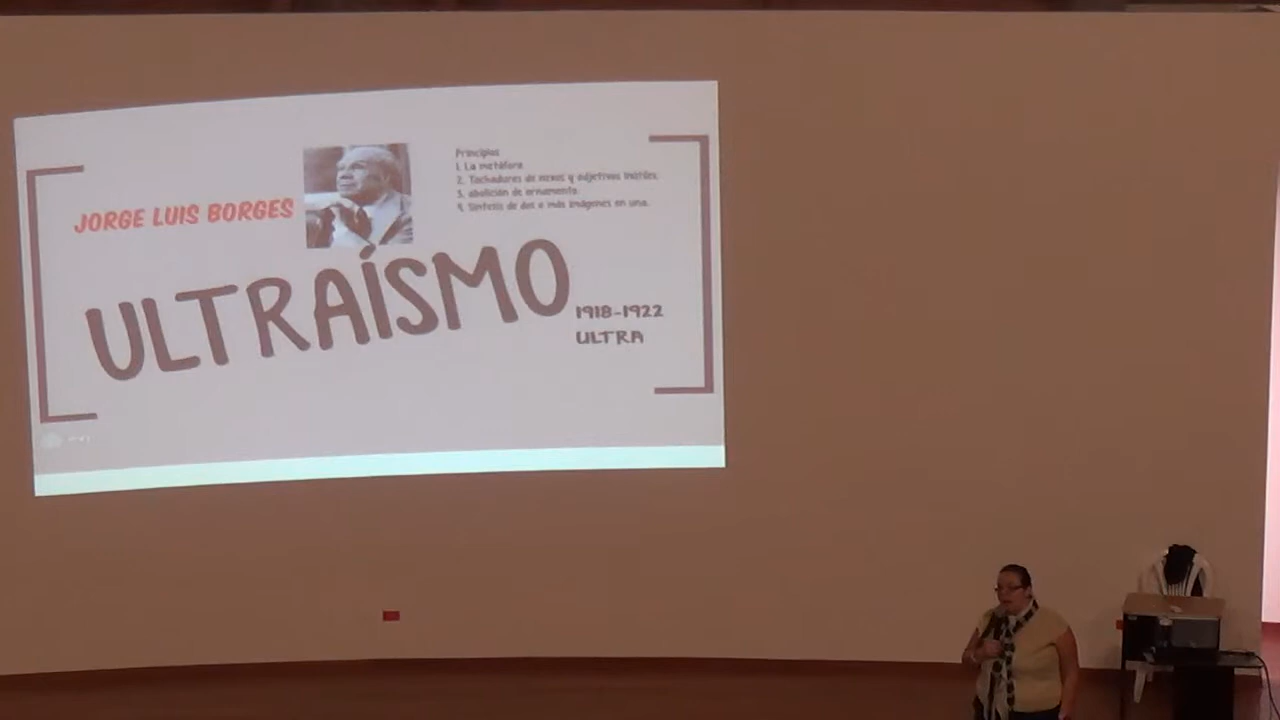 JORGE LUIS BORGES
Principios
1. La metáfora.
2. Tachadores de nexos y adjetivos inútiles.
3. abolición de ornamento.
4. Síntesis de dos o más imágenes en una.
ULTRAÍSMO
1918-1922
ULTRA